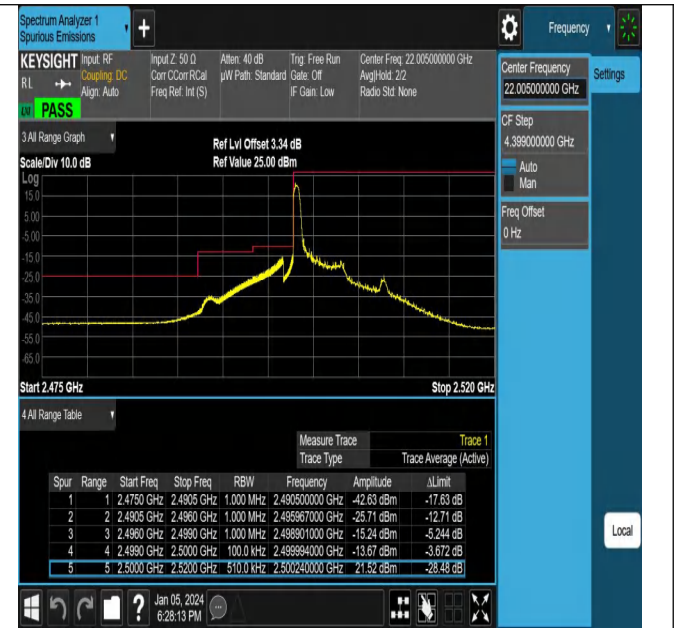 Spectrum Analyzer 1
Spurious Emissions
+
Frequency
KEYSIGHT
RL
PASS
Input: RF
Coupling: DC
Align: Auto
Input Z: 50 Ω
Corr CCorr RCal
Freq Ref: Int (S)
Atten: 40 dB
µW Path: Standard
Trig: Free Run
Gate: Off
IF Gain: Low
Center Freq: 22.005000000 GHz
Avg|Hold: 2/2
Radio Std: None
Center Frequency
22.005000000 GHz
Settings
CF Step
4.399000000 GHz
Auto
Man
Freq Offset
0 Hz
Local
3 All Range Graph
Scale/Div 10.0 dB
Ref Lvl Offset 3.34 dB
Ref Value 25.00 dBm
Log
15.0
5.00
-5.00
-15.0
-25.0
-35.0
-45.0
-55.0
-65.0
Start 2.475 GHz
Stop 2.520 GHz
4 All Range Table
Measure Trace Trace 1
Trace Type Trace Average (Active)
Spur Range Start Freq Stop Freq RBW Frequency Amplitude ΔLimit
1 1 2.4750 GHz 2.4905 GHz 1.000 MHz 2.490500000 GHz -42.63 dBm -17.63 dB
2 2 2.4905 GHz 2.4960 GHz 1.000 MHz 2.495967000 GHz -25.71 dBm -12.71 dB
3 3 2.4960 GHz 2.4990 GHz 1.000 MHz 2.498901000 GHz -15.24 dBm -5.244 dB
4 4 2.4990 GHz 2.5000 GHz 100.0 kHz 2.499994000 GHz -13.67 dBm -3.672 dB
5 5 2.5000 GHz 2.5200 GHz 510.0 kHz 2.500240000 GHz 21.52 dBm -28.48 dB
?
Jan 05, 2024
6:28:13 PM